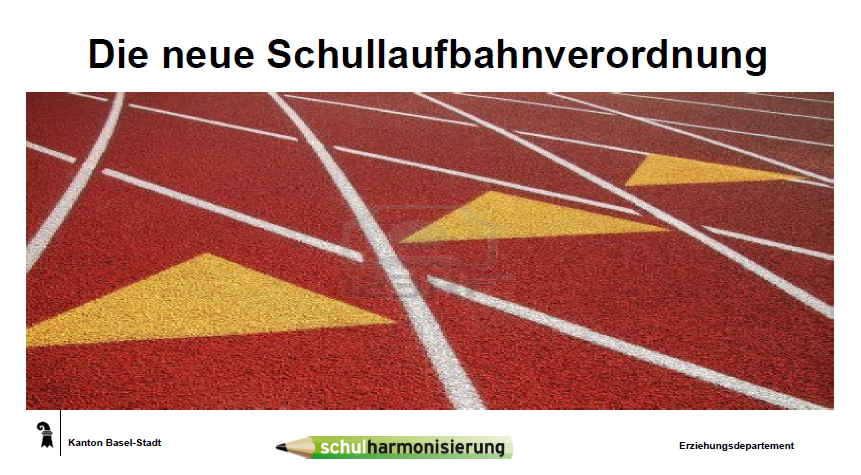 Die neue Schullaufbahnverordnung
Kanton Basel-Stadt
schulharmonisierung
Erziehungsdepartement